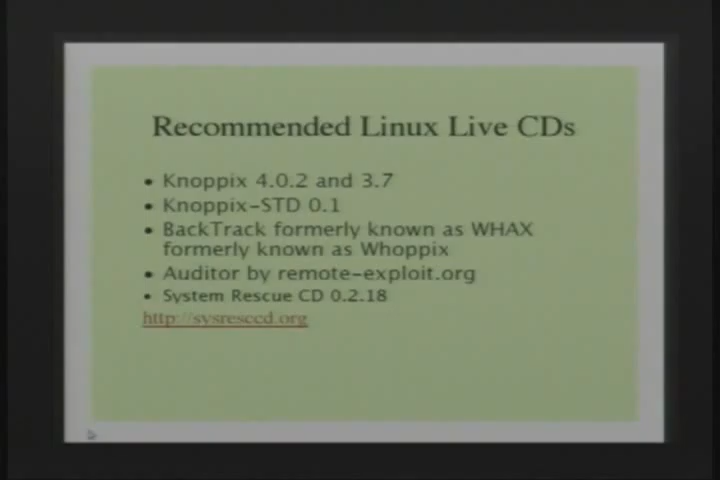 Recommended Linux Live CDs
• Knoppix 4.0.2 and 3.7
• Knoppix-STD 0.1
• BackTrack formerly known as WHAX
formerly known as Whoppix
• Auditor by remote-exploit.org
• System Rescue CD 0.2.18
http://sysresccd.org